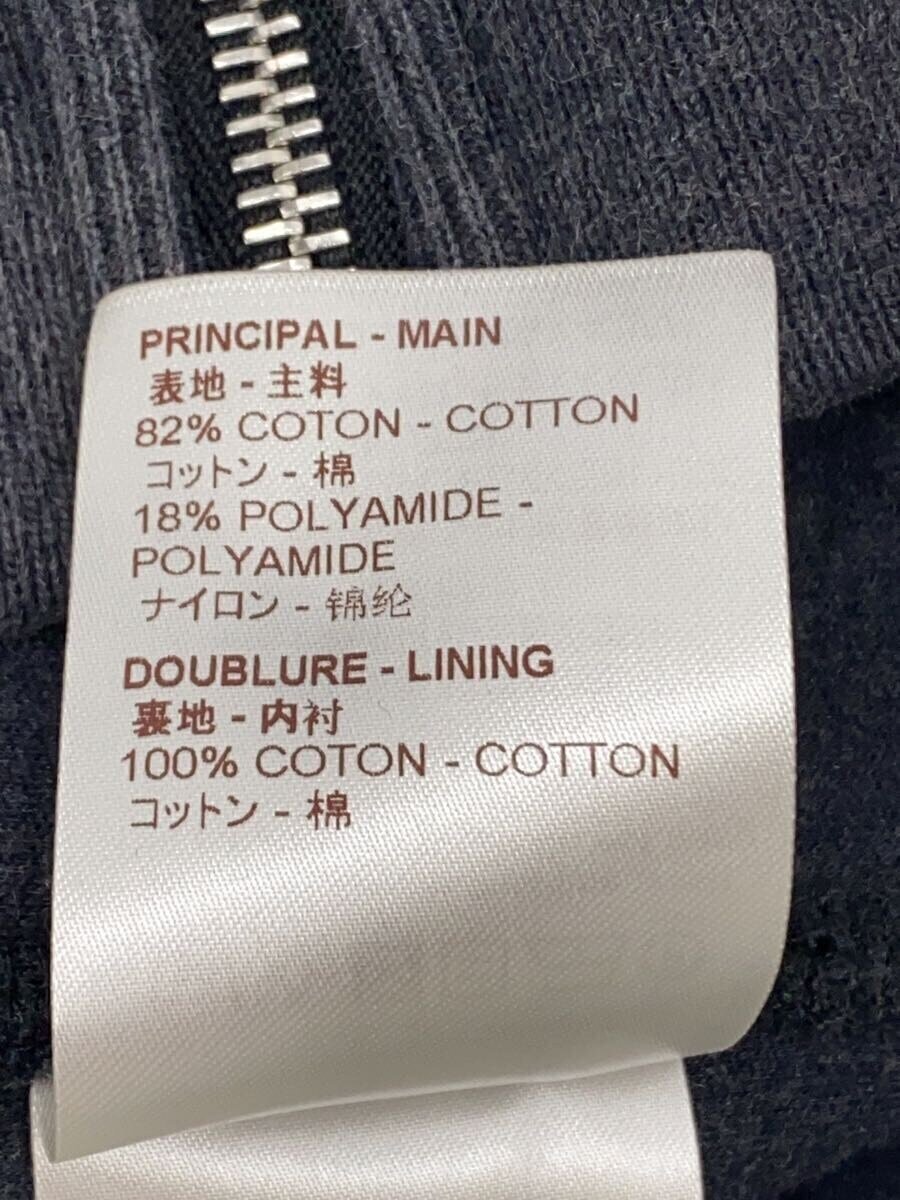 PRINCIPAL - MAIN
表地 - 主料
82% COTON - COTTON
コットン - 棉
18% POLYAMIDE -
POLYAMIDE
ナイロン - 锦纶
DOUBLURE - LINING
裏地 - 内衬
100% COTON - COTTON
コットン - 棉